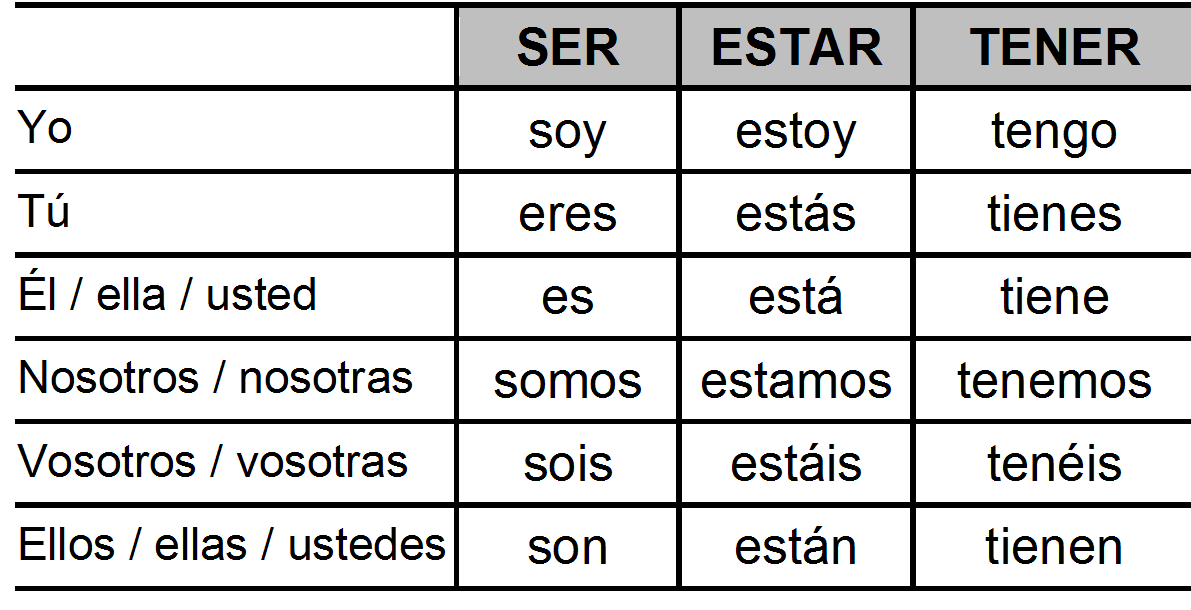 SER ESTAR TENER
Yo soy estoy tengo
Tú eres estás tienes
Él / ella / usted es está tiene
Nosotros / nosotras somos estamos tenemos
Vosotros / vosotras sois estáis tenéis
Ellos / ellas / ustedes son están tienen